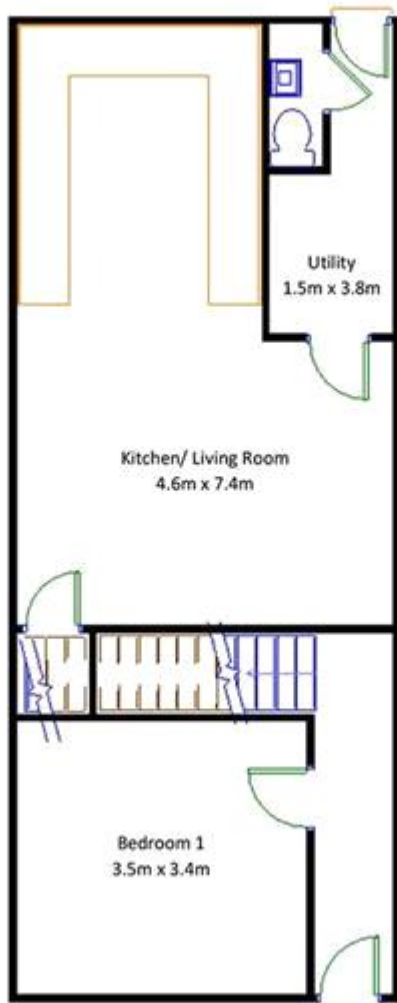 Utility
1.5m x 3.8m
Kitchen/ Living Room
4.6m x 7.4m
Bedroom 1
3.5m x 3.4m